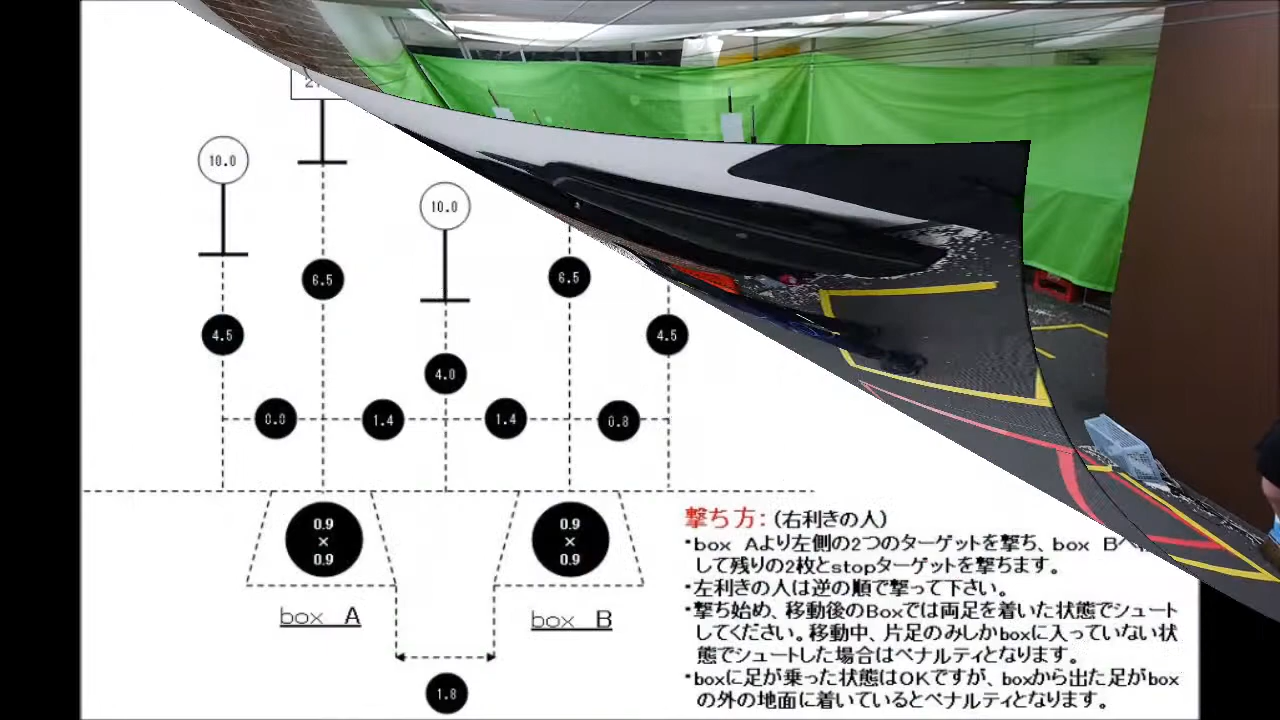 10.0
10.0
6.5
6.5
4.5
4.5
4.0
0.8
1.4
1.4
0.8
0.9
×
0.9
0.9
×
0.9
box A
box B
1.8
撃ち方：（右利きの人）
・box Aより左側の2つのターゲットを撃ち、box B
して残りの2枚とstopターゲットを撃ちます。
・左利きの人は逆の順で撃って下さい。
・撃ち始め、移動後のBoxでは両足を着いた状態でシュート
してください。移動中、片足のみしかboxに入っていない状
態でシュートした場合はペナルティとなります。
・boxに足が乗った状態はOKですが、boxから出た足がbox
の外の地面に着いているとペナルティとなります。